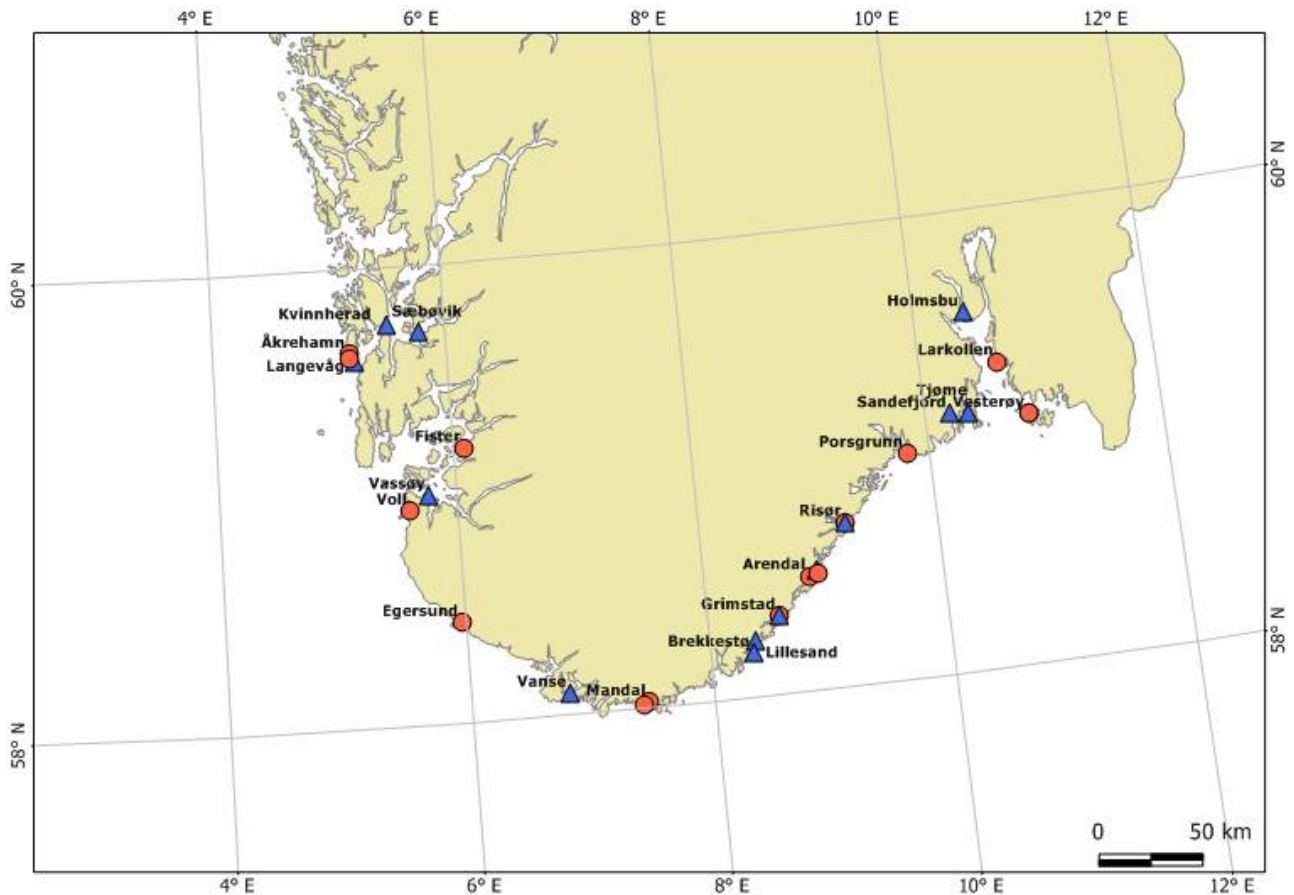 4° E 6° E 8° E 10° E 12° E
60° N
60° N
Holmsbu
Kvinnherad Sæbøvik
Åkrehamn
Larkollen
Langevåg
Tjøme
Sandefjord Vesterøy
Fister
Porsgrunn
Vassøy
Voll
Risør
Arendal
Grimstad
Egersund
58° N
Brekkestø
Lillesand
Vanse Mandal
58° N
0 50 km
4° E 6° E 8° E 10° E 12° E